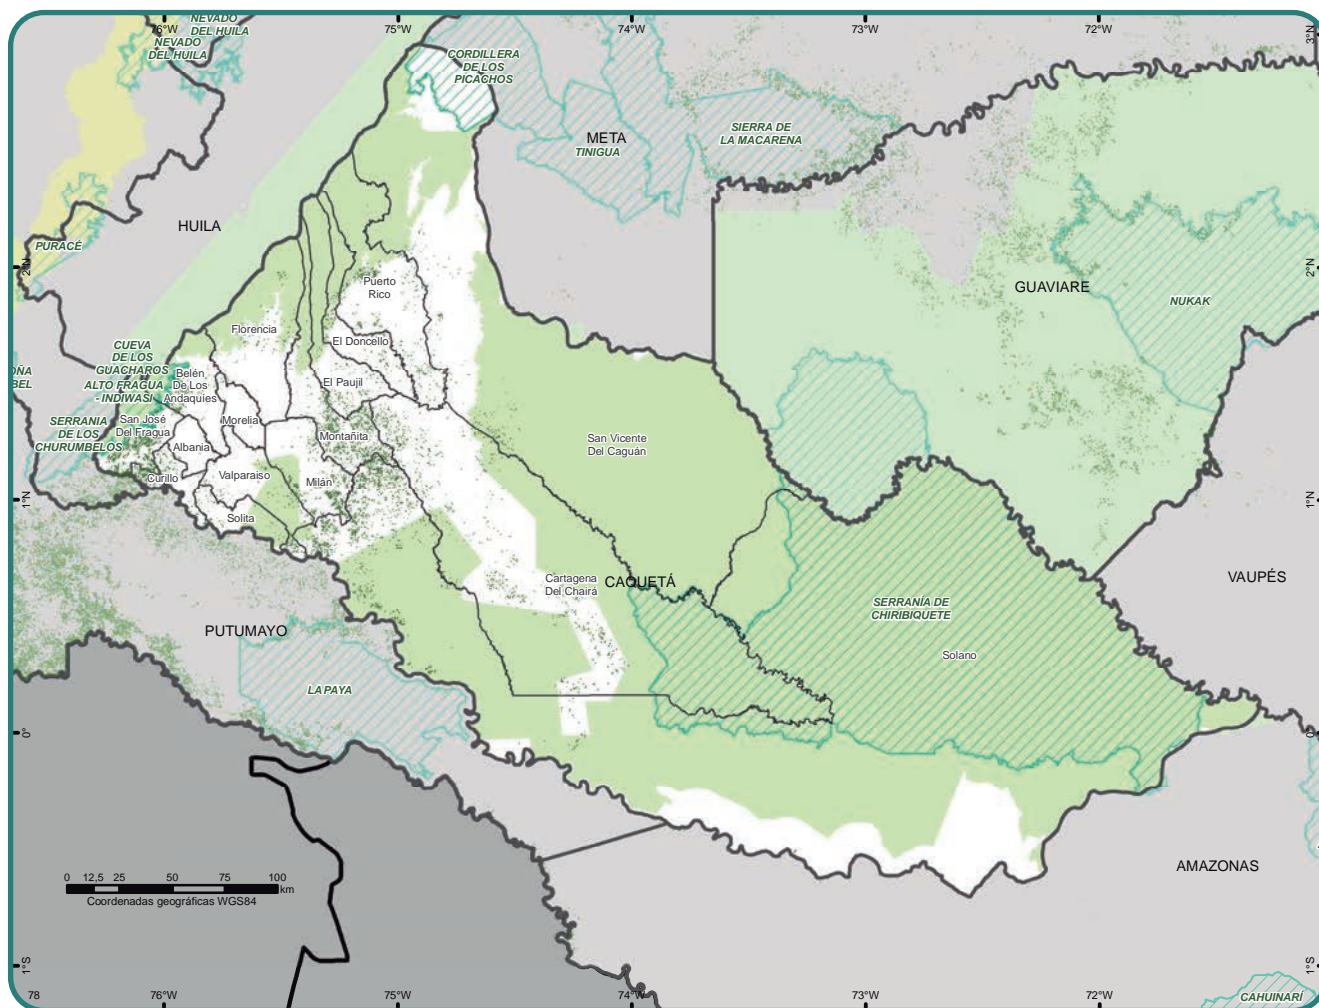 76°W
75°W
74°W
73°W
72°W
3°N
NEVADO
DEL HUILA
NEVADO
DEL HUILA
CORDILLERA
DE LOS
PICACHOS
META
TINIGUA
SIERRA DE
LA MACARENA
HUILA
PURACÉ
2°N
2°N
GUAVIARE
NUKAK
Puerto
Rico
Florencia
El Doncello
CUEVA
DE LOS
GUACHAROS
ALTO FRAGUA
- INDIWASI
OÑA
BEL
Belén
De Los
Andaquíes
El Paujil
SERRANIA
DE LOS
CHURUMBELOS
San José
Del Fragua
Morelia
Albania
Montañita
San Vicente
Del Caguán
Curillo
Valparaiso
Milán
Solita
1°N
1°N
Cartagena
Del Chairá
CAQUETÁ
SERRANÍA DE
CHIRIBIQUETE
Solano
VAUPÉS
PUTUMAYO
LA PAYA
0°
0°
AMAZONAS
0 12,5 25 50 75 100
km
Coordenadas geográficas WGS84
1°S
1°S
78
76°W
75°W
74°W
73°W
72°W
CAHUINARÍ